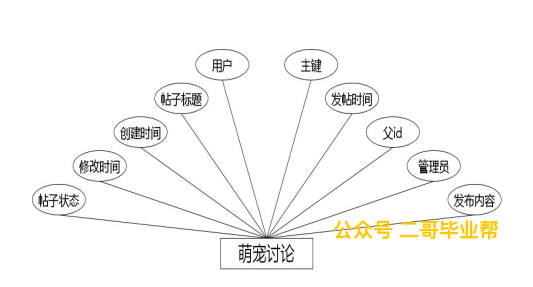 用户
主键
帖子标题
发帖时间
创建时间
父id
修改时间
管理员
帖子状态
发布内容
公众号 二哥毕业帮
萌宠讨论